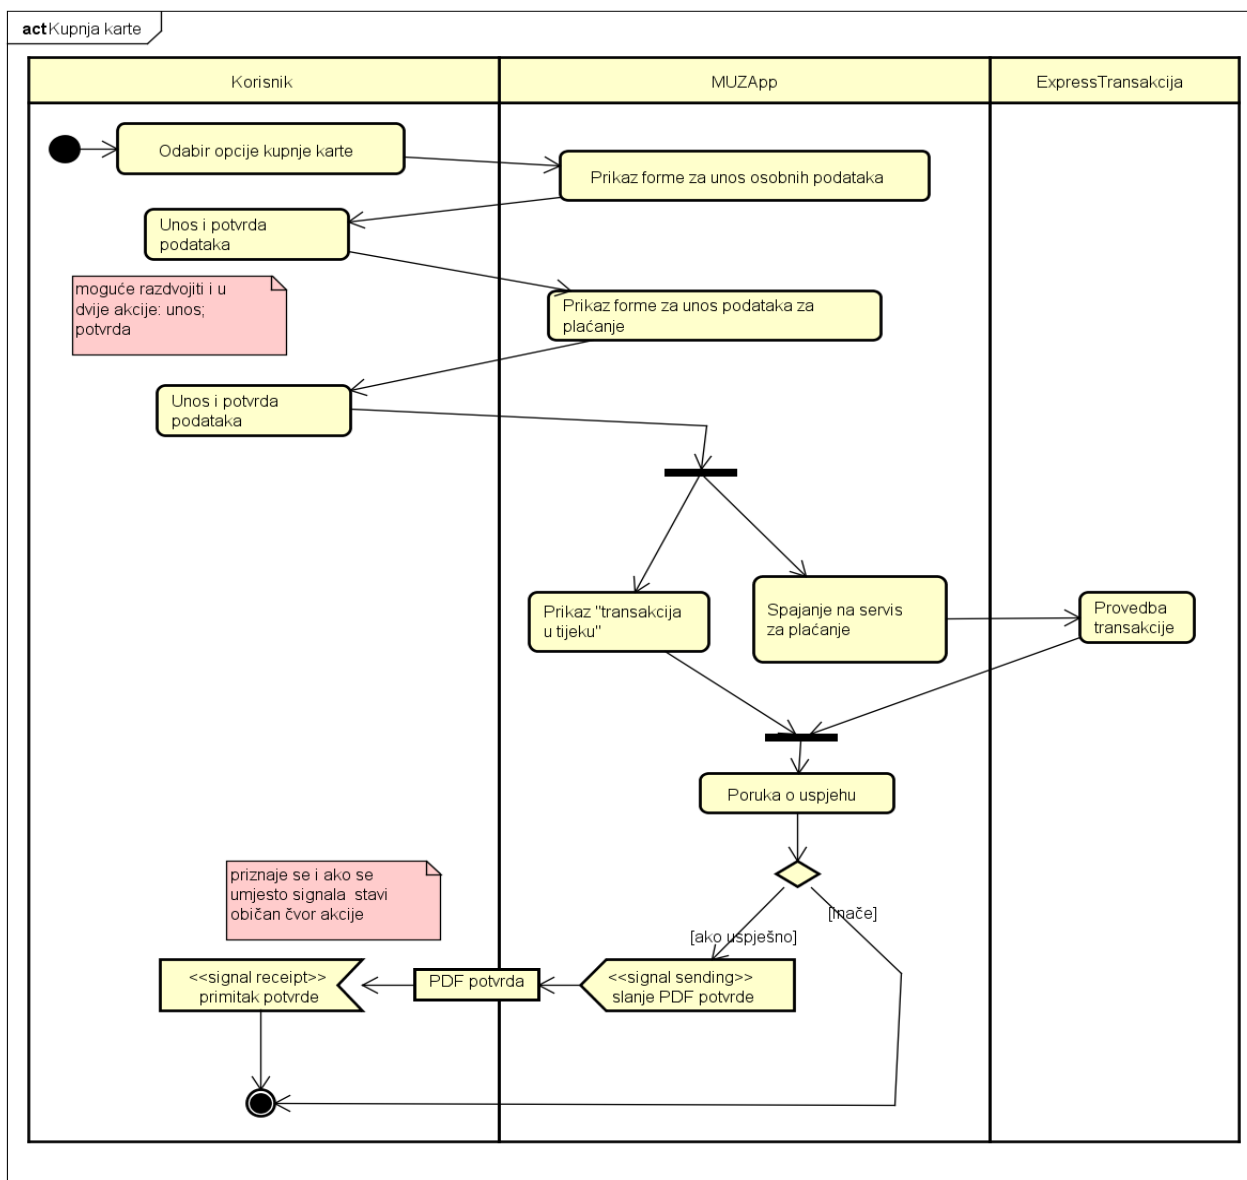 act Kupnja karte
Korisnik
MUZApp
ExpressTransakcija
Odabir opcije kupnje karte
Prikaz forme za unos osobnih podataka
Unos i potvrda
podataka
moguće razdvojiti i u
dvije akcije: unos;
potvrda
Prikaz forme za unos podataka za
plaćanje
Unos i potvrda
podataka
Prikaz "transakcija
u tijeku"
Spajanje na servis
za plaćanje
Provedba
transakcije
Poruka o uspjehu
priznaje se i ako se
umjesto signala stavi
običan čvor akcije
[inače]
[ako uspješno]
<<signal receipt>>
primitak potvrde
PDF potvrda
<<signal sending>>
slanje PDF potvrde